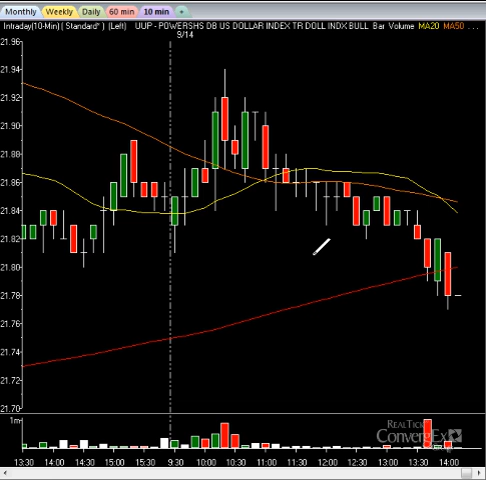 Monthly Weekly Daily 60 min 10 min +
Intraday(10-Min) ( Standard* ) (Left) UUP - POWERSHS DB US DOLLAR INDEX TR DOLL INDX BULL Bar Volume MA20 MA50 ...
9/14
21.96
21.94
21.92
21.90
21.88
21.86
21.84
21.82
21.80
21.78
21.76
21.74
21.72
21.70
1m
REALTICK
ConvergEx
13:30 14:00 14:30 15:00 15:30 9:30 10:00 10:30 11:00 11:30 12:00 12:30 13:00 13:30 14:00